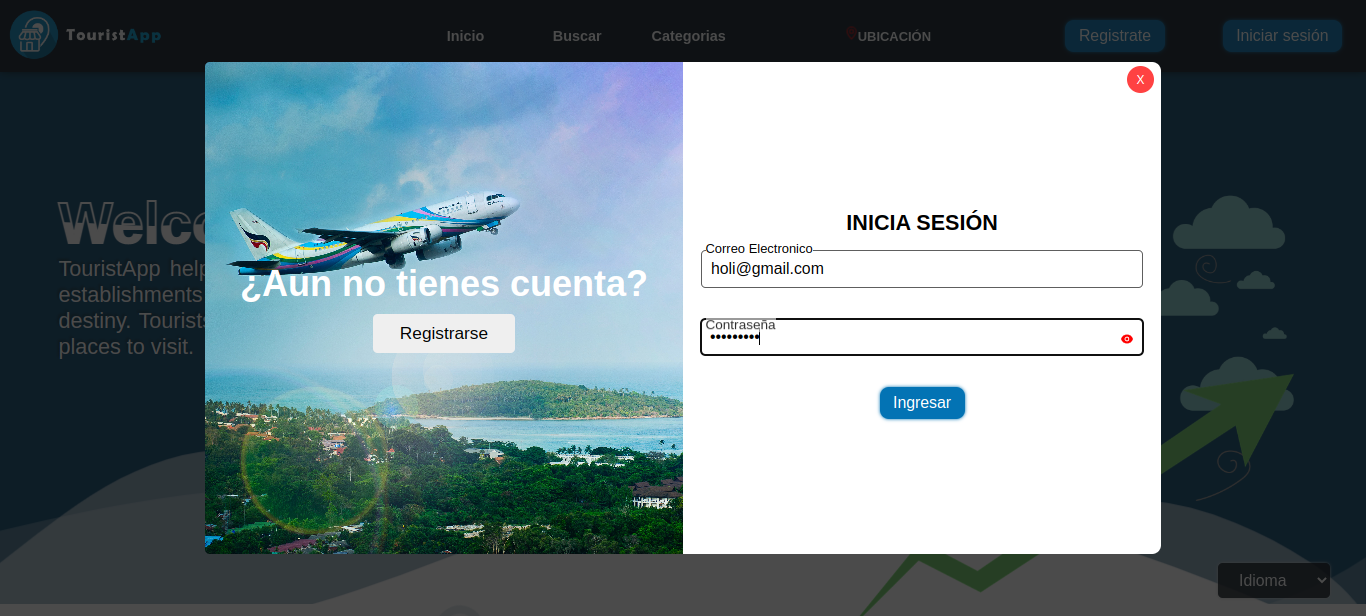 TouristApp
Inicio
Buscar
Categorias
UBICACIÓN
Registrate
Iniciar sesión
X
TouristApp help
establishments
destiny. Tourists
places to visit.
¿Aun no tienes cuenta?
Registrarse
INICIA SESIÓN
Correo Electronico
holi@gmail.com
Contraseña
•••••••••
Ingresar
Idioma